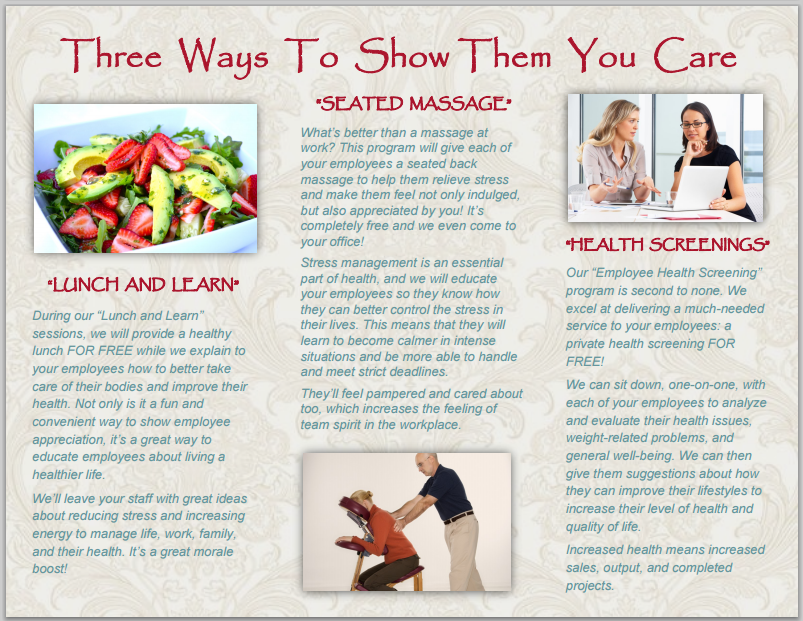 Three Ways To Show Them You Care
"LUNCH AND LEARN"
During our "Lunch and Learn"
sessions, we will provide a healthy
lunch FOR FREE while we explain to
your employees how to better take
care of their bodies and improve their
health. Not only is it a fun and
convenient way to show employee
appreciation, it's a great way to
educate employees about living a
healthier life.
We'll leave your staff with great ideas
about reducing stress and increasing
energy to manage life, work, family,
and their health. It's a great morale
boost!
"SEATED MASSAGE"
What's better than a massage at
work? This program will give each of
your employees a seated back
massage to help them relieve stress
and make them feel not only indulged,
but also appreciated by you! It's
completely free and we even come to
your office!
Stress management is an essential
part of health, and we will educate
your employees so they know how
they can better control the stress in
their lives. This means that they will
learn to become calmer in intense
situations and be more able to handle
and meet strict deadlines.
They'll feel pampered and cared about
too, which increases the feeling of
team spirit in the workplace.
"HEALTH SCREENINGS"
Our "Employee Health Screening"
program is second to none. We
excel at delivering a much-needed
service to your employees: a
private health screening FOR
FREE!
We can sit down, one-on-one, with
each of your employees to analyze
and evaluate their health issues,
weight-related problems, and
general well-being. We can then
give them suggestions about how
they can improve their lifestyles to
increase their level of health and
quality of life.
Increased health means increased
sales, output, and completed
projects.